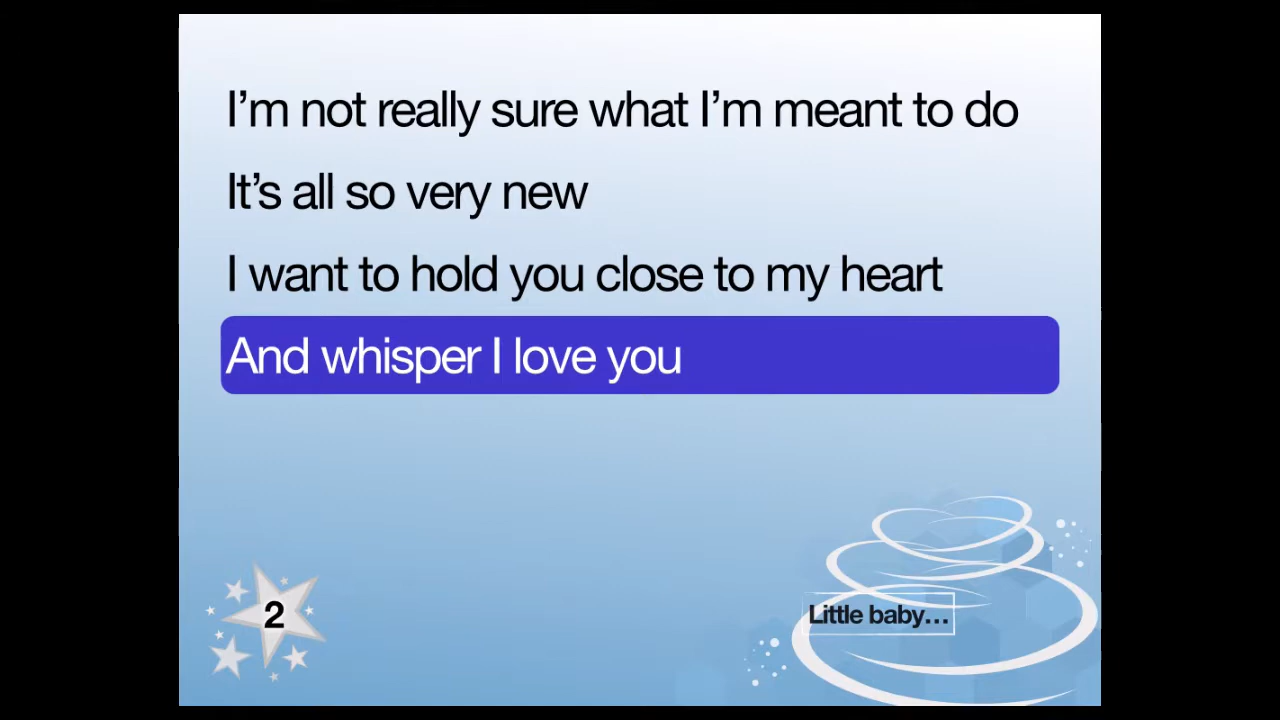 I’m not really sure what I’m meant to do
It’s all so very new
I want to hold you close to my heart
And whisper I love you
2
Little baby…